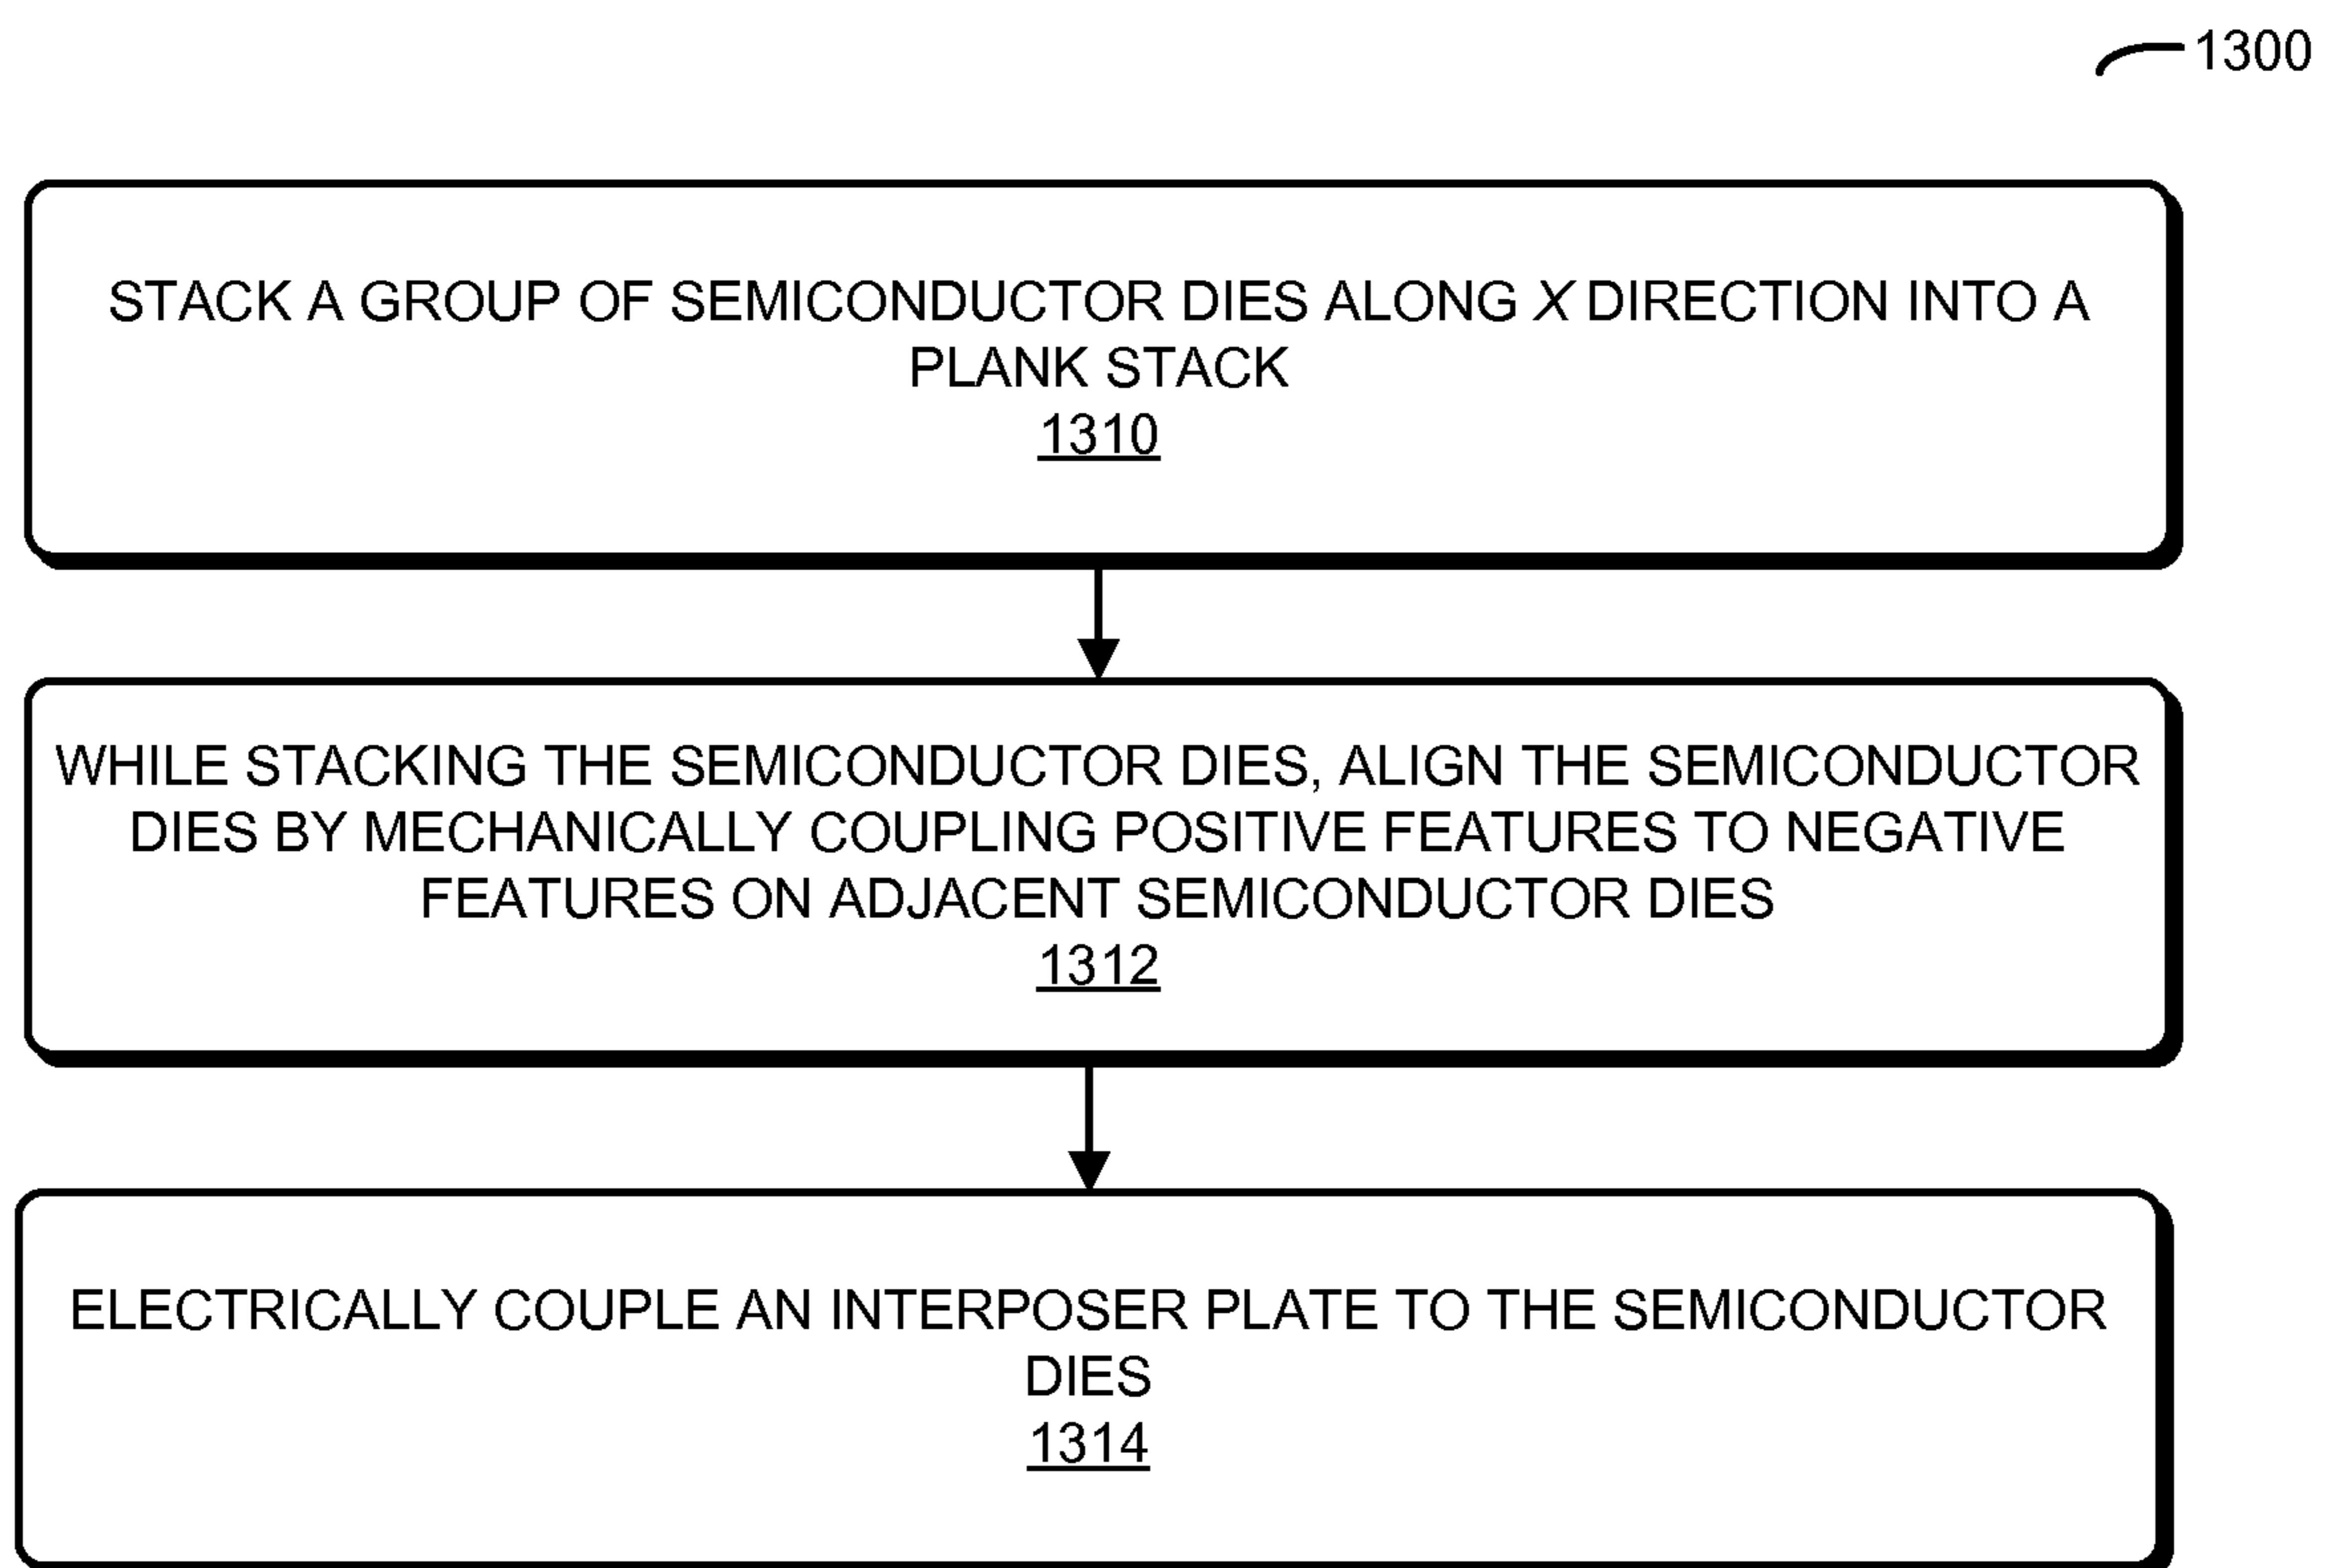 1300
STACK A GROUP OF SEMICONDUCTOR DIES ALONG X DIRECTION INTO A
PLANK STACK
1310
WHILE STACKING THE SEMICONDUCTOR DIES, ALIGN THE SEMICONDUCTOR
DIES BY MECHANICALLY COUPLING POSITIVE FEATURES TO NEGATIVE
FEATURES ON ADJACENT SEMICONDUCTOR DIES
1312
ELECTRICALLY COUPLE AN INTERPOSER PLATE TO THE SEMICONDUCTOR
DIES
1314